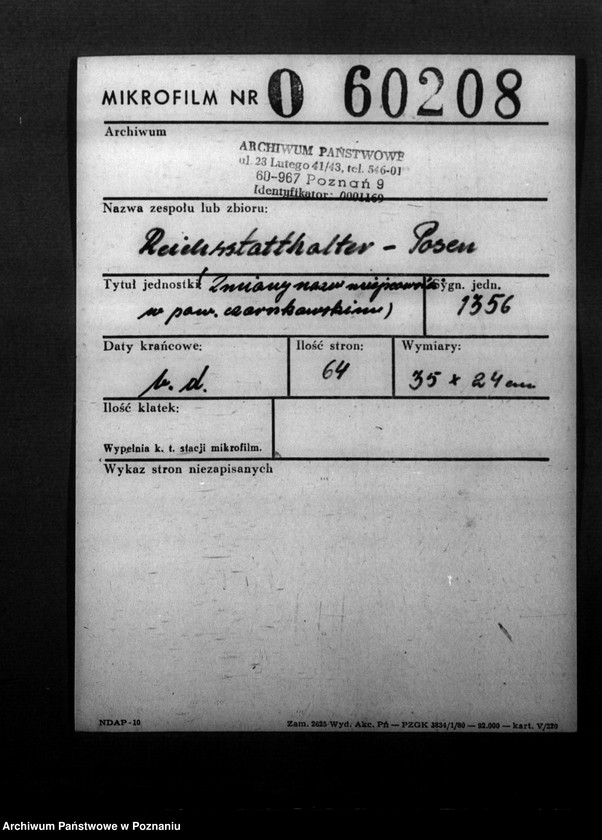 MIKROFILM NR 0 60208
Archiwum
ARCHIWUM PAŃSTWOWE
ul. 23 Lutego 41/43, tel. 546-01
60-967 Poznań 9
Identyfikator: 0001169
Nazwa zespołu lub zbioru:
Reichsstatthalter - Posen
Tytuł jednostki (Zmiany nazw miejscowości
w pow. czarnkowskim)
Sygn. jedn.
1356
Daty krańcowe:
b. d.
Ilość stron:
64
Wymiary:
35 x 24 cm
Ilość klatek:
Wypełnia k. t. stacji mikrofilm.
Wykaz stron niezapisanych
NDAP-10
Zam. 2625 Wyd. Akc. Pń — PZGK 3834/1/80 — 92.000 — kart. V/220
Archiwum Państwowe w Poznaniu